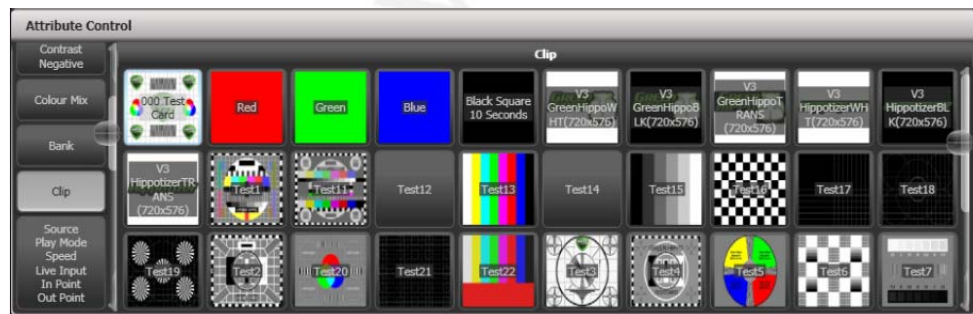 Attribute Control
Contrast
Negative
Colour Mix
Bank
Clip
Source
Play Mode
Speed
Live Input
In Point
Out Point
Clip
000 Test
Card
Red
Green
Blue
Black Square
10 Seconds
V3
GreenHippoW
HT(720x575)
V3
GreenHippoB
LK(720x576)
V3
GreenHippoT
RANS
(720x576)
V3
HippotizerWH
T(720x576)
V3
HippotizerBL
K(720x576)
V3
HippotizerTR
ANS
(720x576)
Test1
Test11
Test12
Test13
Test14
Test15
Test16
Test17
Test18
Test19
Test2
Test20
Test21
Test22
Test3
Test4
Test5
Test6
Test7